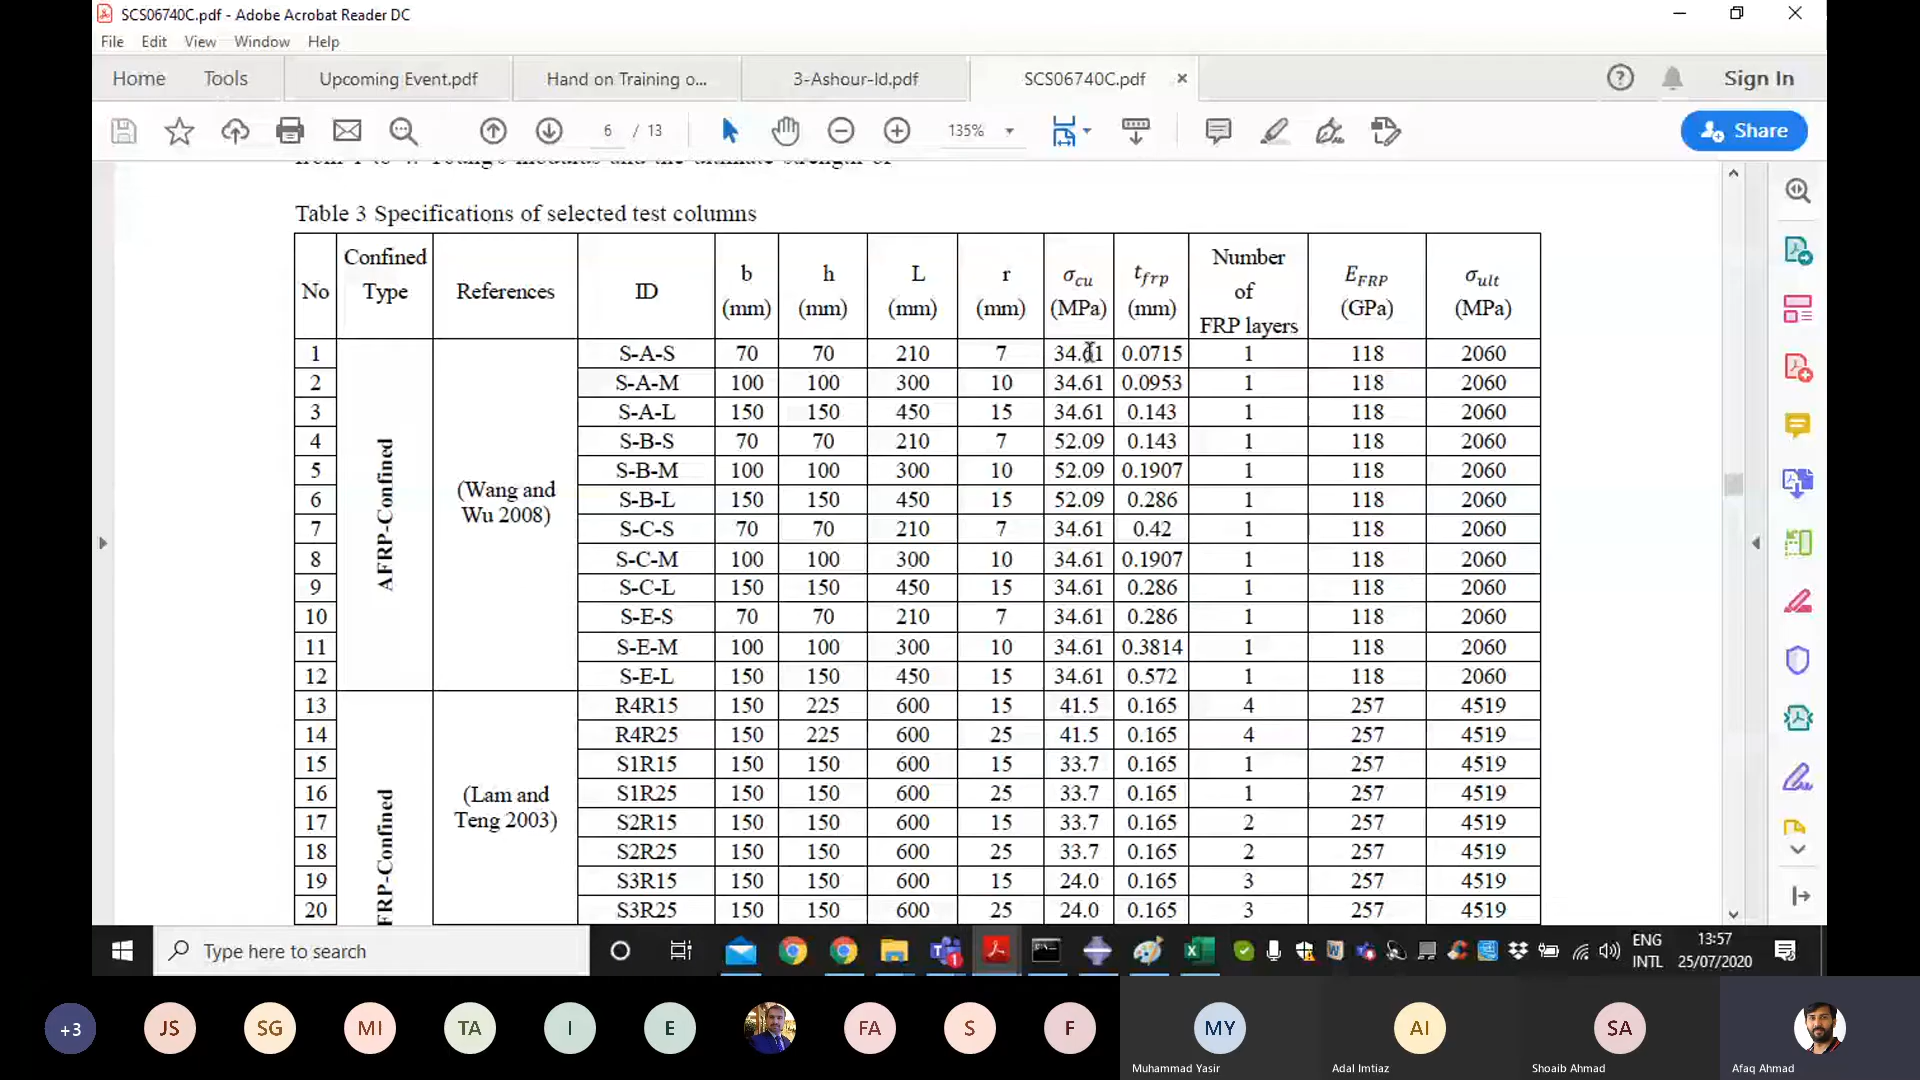 SCS06740C.pdf - Adobe Acrobat Reader DC
File Edit View Window Help
Home Tools Upcoming Event.pdf Hand on Training o... 3-Ashour-Id.pdf SCS06740C.pdf × Sign In
6 / 13 135% Share
Table 3 Specifications of selected test columns
No Confined Type References ID b (mm) h (mm) L (mm) r (mm) σcu (MPa) tfrp (mm) Number of FRP layers EFRP (GPa) σult (MPa)
AFRP-Confined
(Wang and
Wu 2008)
1 S-A-S 70 70 210 7 34.61 0.0715 1 118 2060
2 S-A-M 100 100 300 10 34.61 0.0953 1 118 2060
3 S-A-L 150 150 450 15 34.61 0.143 1 118 2060
4 S-B-S 70 70 210 7 52.09 0.143 1 118 2060
5 S-B-M 100 100 300 10 52.09 0.1907 1 118 2060
6 S-B-L 150 150 450 15 52.09 0.286 1 118 2060
7 S-C-S 70 70 210 7 34.61 0.42 1 118 2060
8 S-C-M 100 100 300 10 34.61 0.1907 1 118 2060
9 S-C-L 150 150 450 15 34.61 0.286 1 118 2060
10 S-E-S 70 70 210 7 34.61 0.286 1 118 2060
11 S-E-M 100 100 300 10 34.61 0.3814 1 118 2060
12 S-E-L 150 150 450 15 34.61 0.572 1 118 2060
FRP-Confined
(Lam and
Teng 2003)
13 R4R15 150 225 600 15 41.5 0.165 4 257 4519
14 R4R25 150 225 600 25 41.5 0.165 4 257 4519
15 S1R15 150 150 600 15 33.7 0.165 1 257 4519
16 S1R25 150 150 600 25 33.7 0.165 1 257 4519
17 S2R15 150 150 600 15 33.7 0.165 2 257 4519
18 S2R25 150 150 600 25 33.7 0.165 2 257 4519
19 S3R15 150 150 600 15 24.0 0.165 3 257 4519
20 S3R25 150 150 600 25 24.0 0.165 3 257 4519
Type here to search
ENG 13:57
INTL 25/07/2020
+3 JS SG MI TA I E FA S F MY AI SA
Muhammad Yasir Adal Imtiaz Shoaib Ahmad Afaq Ahmad